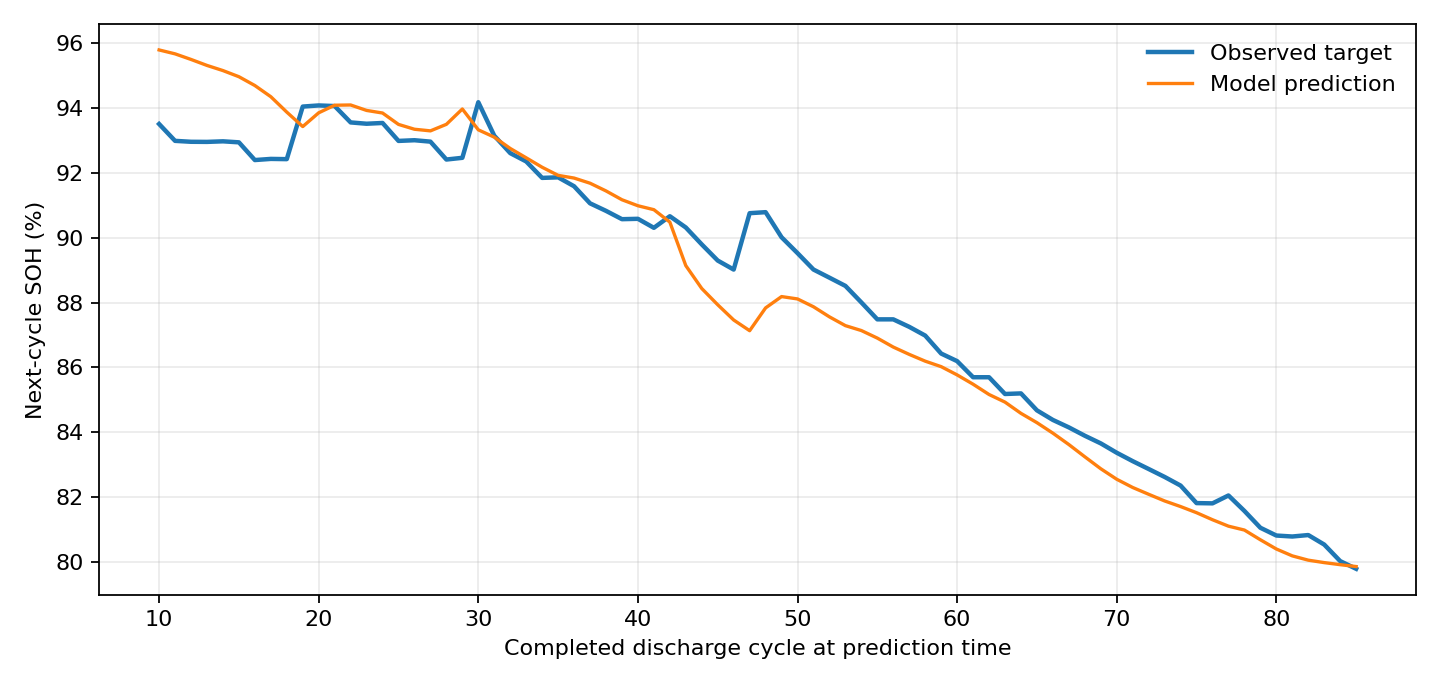 96
94
92
90
88
86
84
82
80
Next-cycle SOH (%)
Observed target
Model prediction
10 20 30 40 50 60 70 80
Completed discharge cycle at prediction time